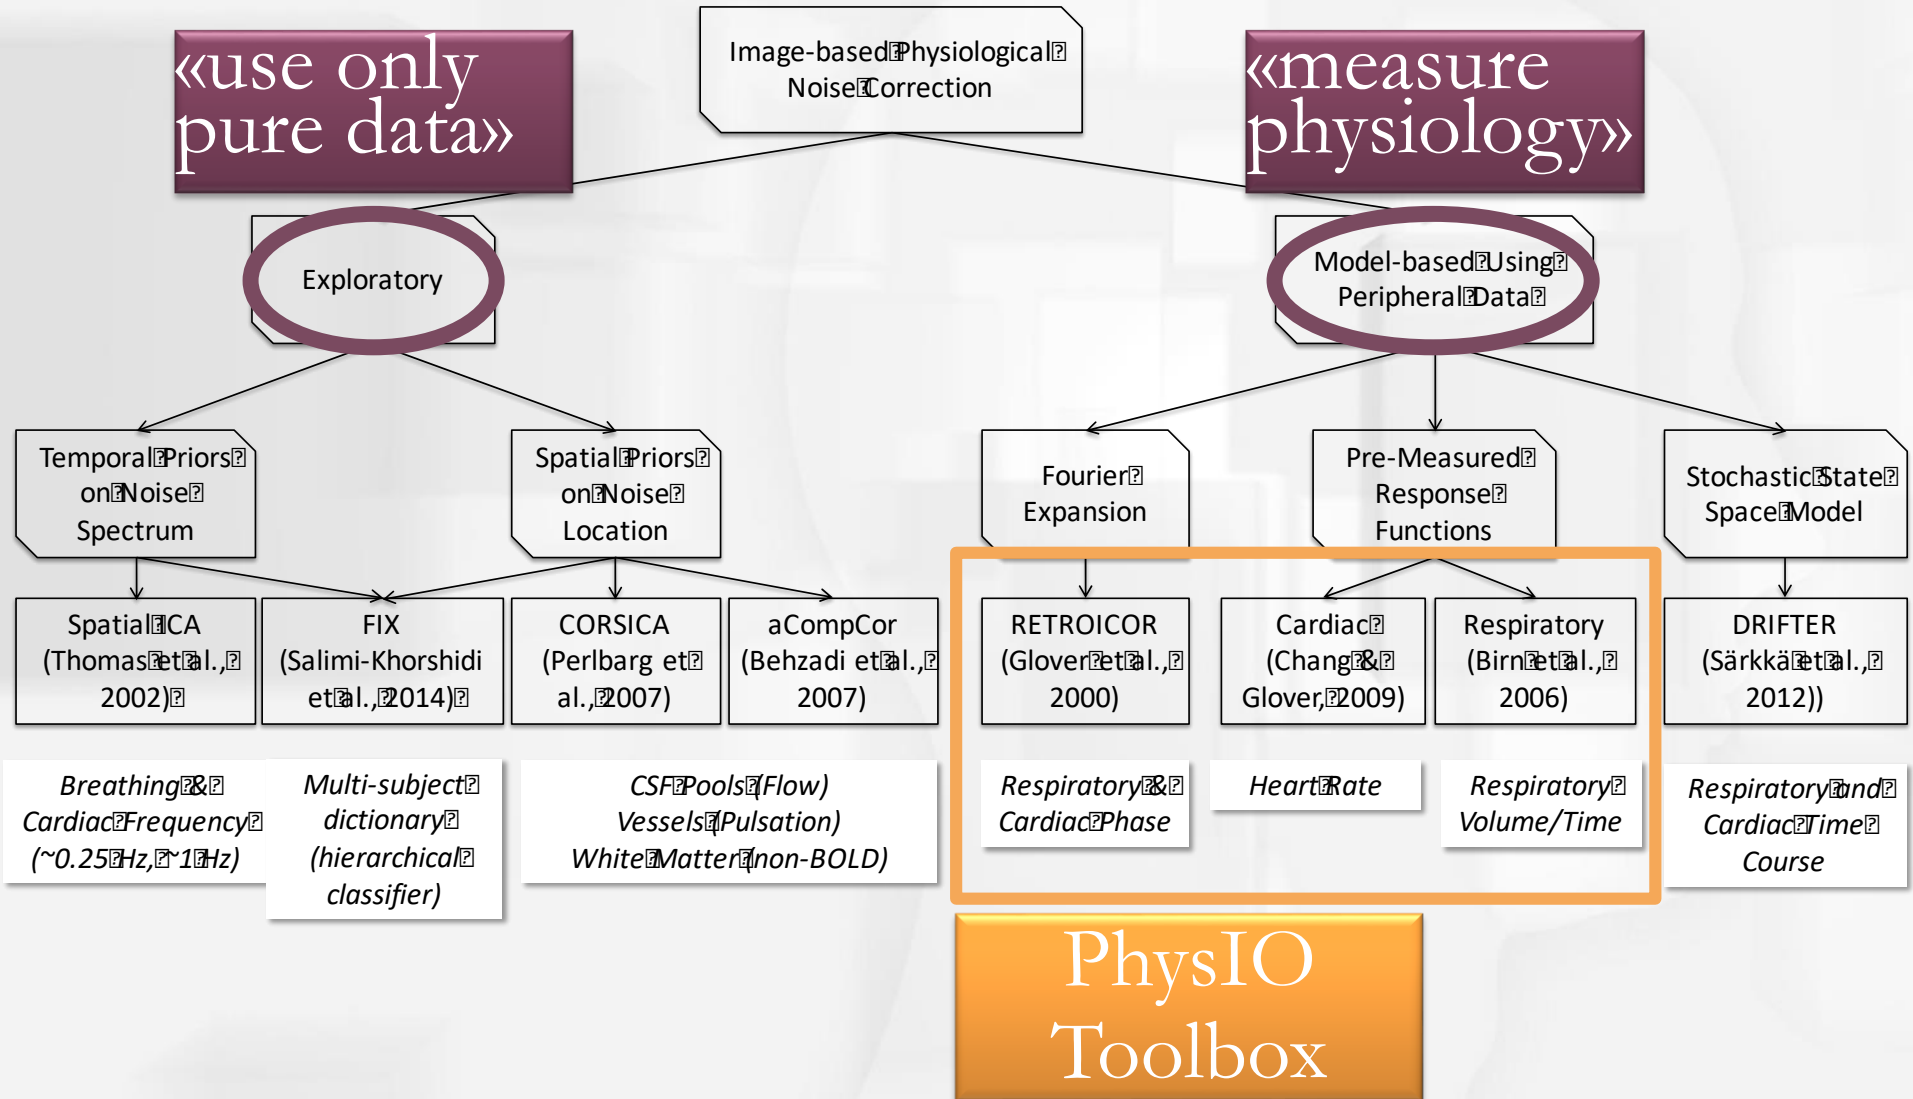 «use only
pure data»
Image-based Physiological
Noise Correction
«measure
physiology»
Exploratory
Model-based Using
Peripheral Data
Temporal Priors
on Noise
Spectrum
Spatial Priors
on Noise
Location
Fourier
Expansion
Pre-Measured
Response
Functions
Stochastic State
Space Model
Spatial ICA
(Thomas et al.,
2002)
FIX
(Salimi-Khorshidi
et al., 2014)
CORSICA
(Perlbarg et
al., 2007)
aCompCor
(Behzadi et al.,
2007)
RETROICOR
(Glover et al.,
2000)
Cardiac
(Chang &
Glover, 2009)
Respiratory
(Birn et al.,
2006)
DRIFTER
(Särkkä et al.,
2012))
Breathing &
Cardiac Frequency
(~0.25 Hz, ~1 Hz)
Multi-subject
dictionary
(hierarchical
classifier)
CSF Pools (Flow)
Vessels (Pulsation)
White Matter (non-BOLD)
Respiratory &
Cardiac Phase
Heart Rate
Respiratory
Volume/Time
Respiratory and
Cardiac Time
Course
PhysIO
Toolbox